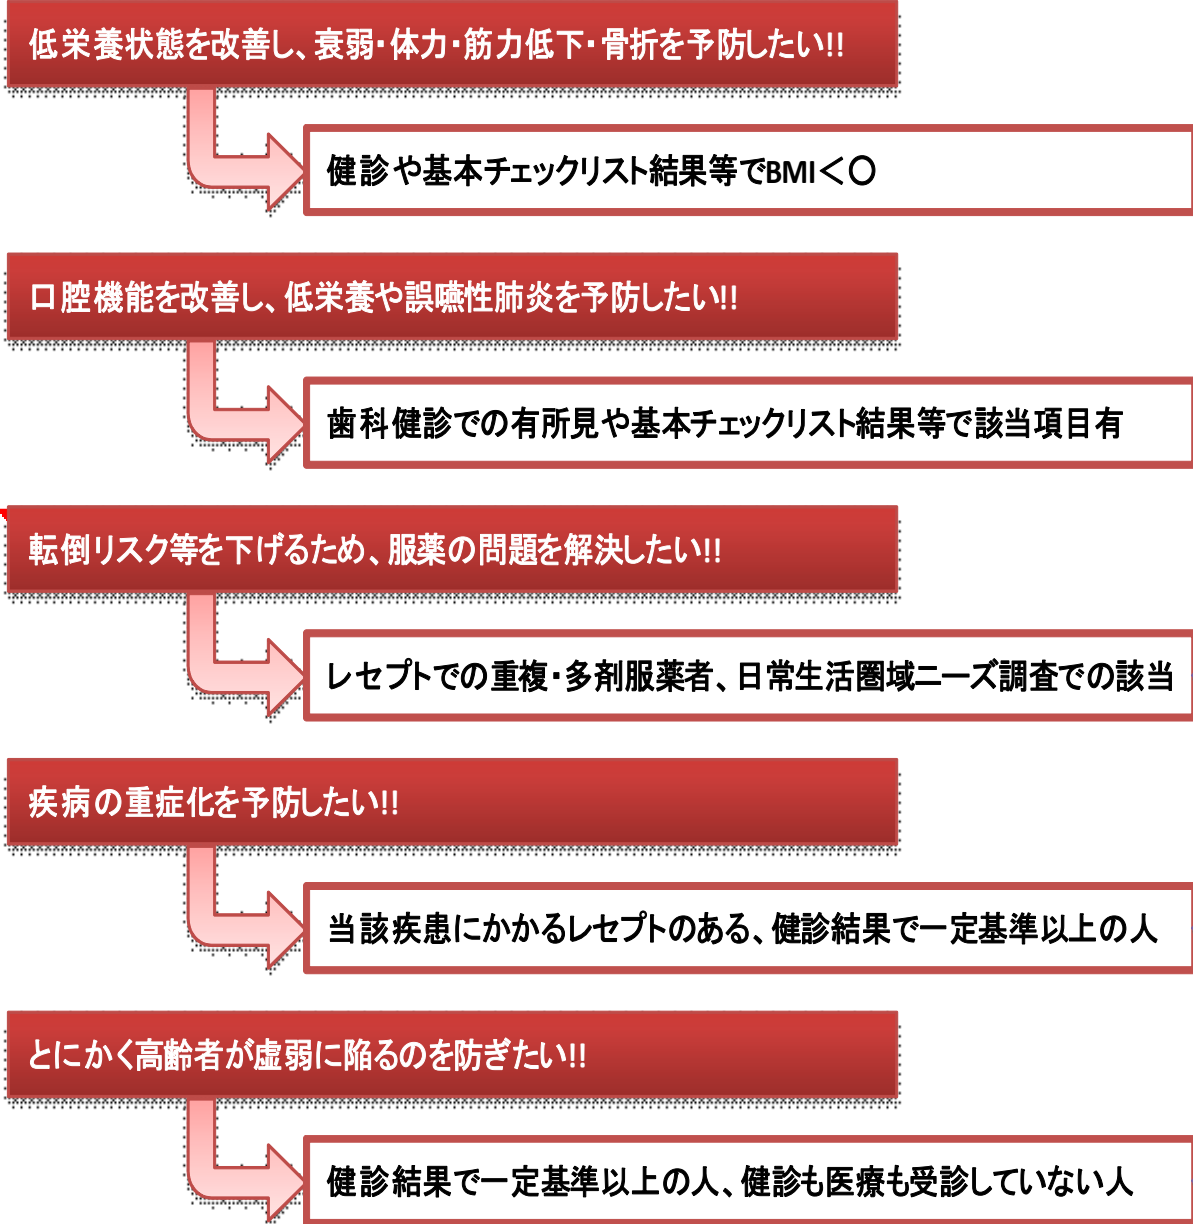 低栄養状態を改善し、衰弱・体力・筋力低下・骨折を予防したい!!
健診や基本チェックリスト結果等でBMI＜〇
口腔機能を改善し、低栄養や誤嚥性肺炎を予防したい!!
歯科健診での有所見や基本チェックリスト結果等で該当項目有
転倒リスク等を下げるため、服薬の問題を解決したい!!
レセプトでの重複・多剤服薬者、日常生活圏域ニーズ調査での該当
疾病の重症化を予防したい!!
当該疾患にかかるレセプトのある、健診結果で一定基準以上の人
とにかく高齢者が虚弱に陥るのを防ぎたい!!
健診結果で一定基準以上の人、健診も医療も受診していない人